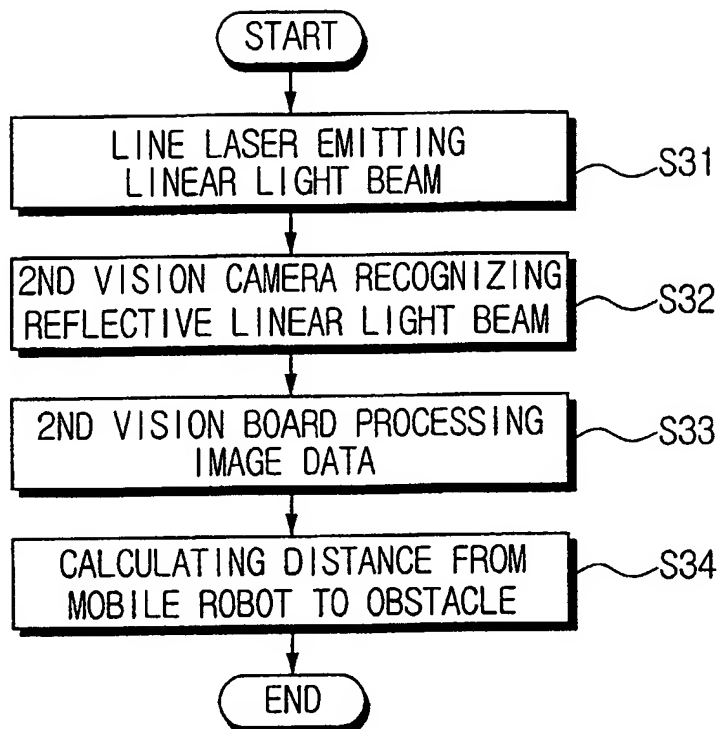 START
LINE LASER EMITTING
LINEAR LIGHT BEAM
S31
2ND VISION CAMERA RECOGNIZING
REFLECTIVE LINEAR LIGHT BEAM
S32
2ND VISION BOARD PROCESSING
IMAGE DATA
S33
CALCULATING DISTANCE FROM
MOBILE ROBOT TO OBSTACLE
S34
END